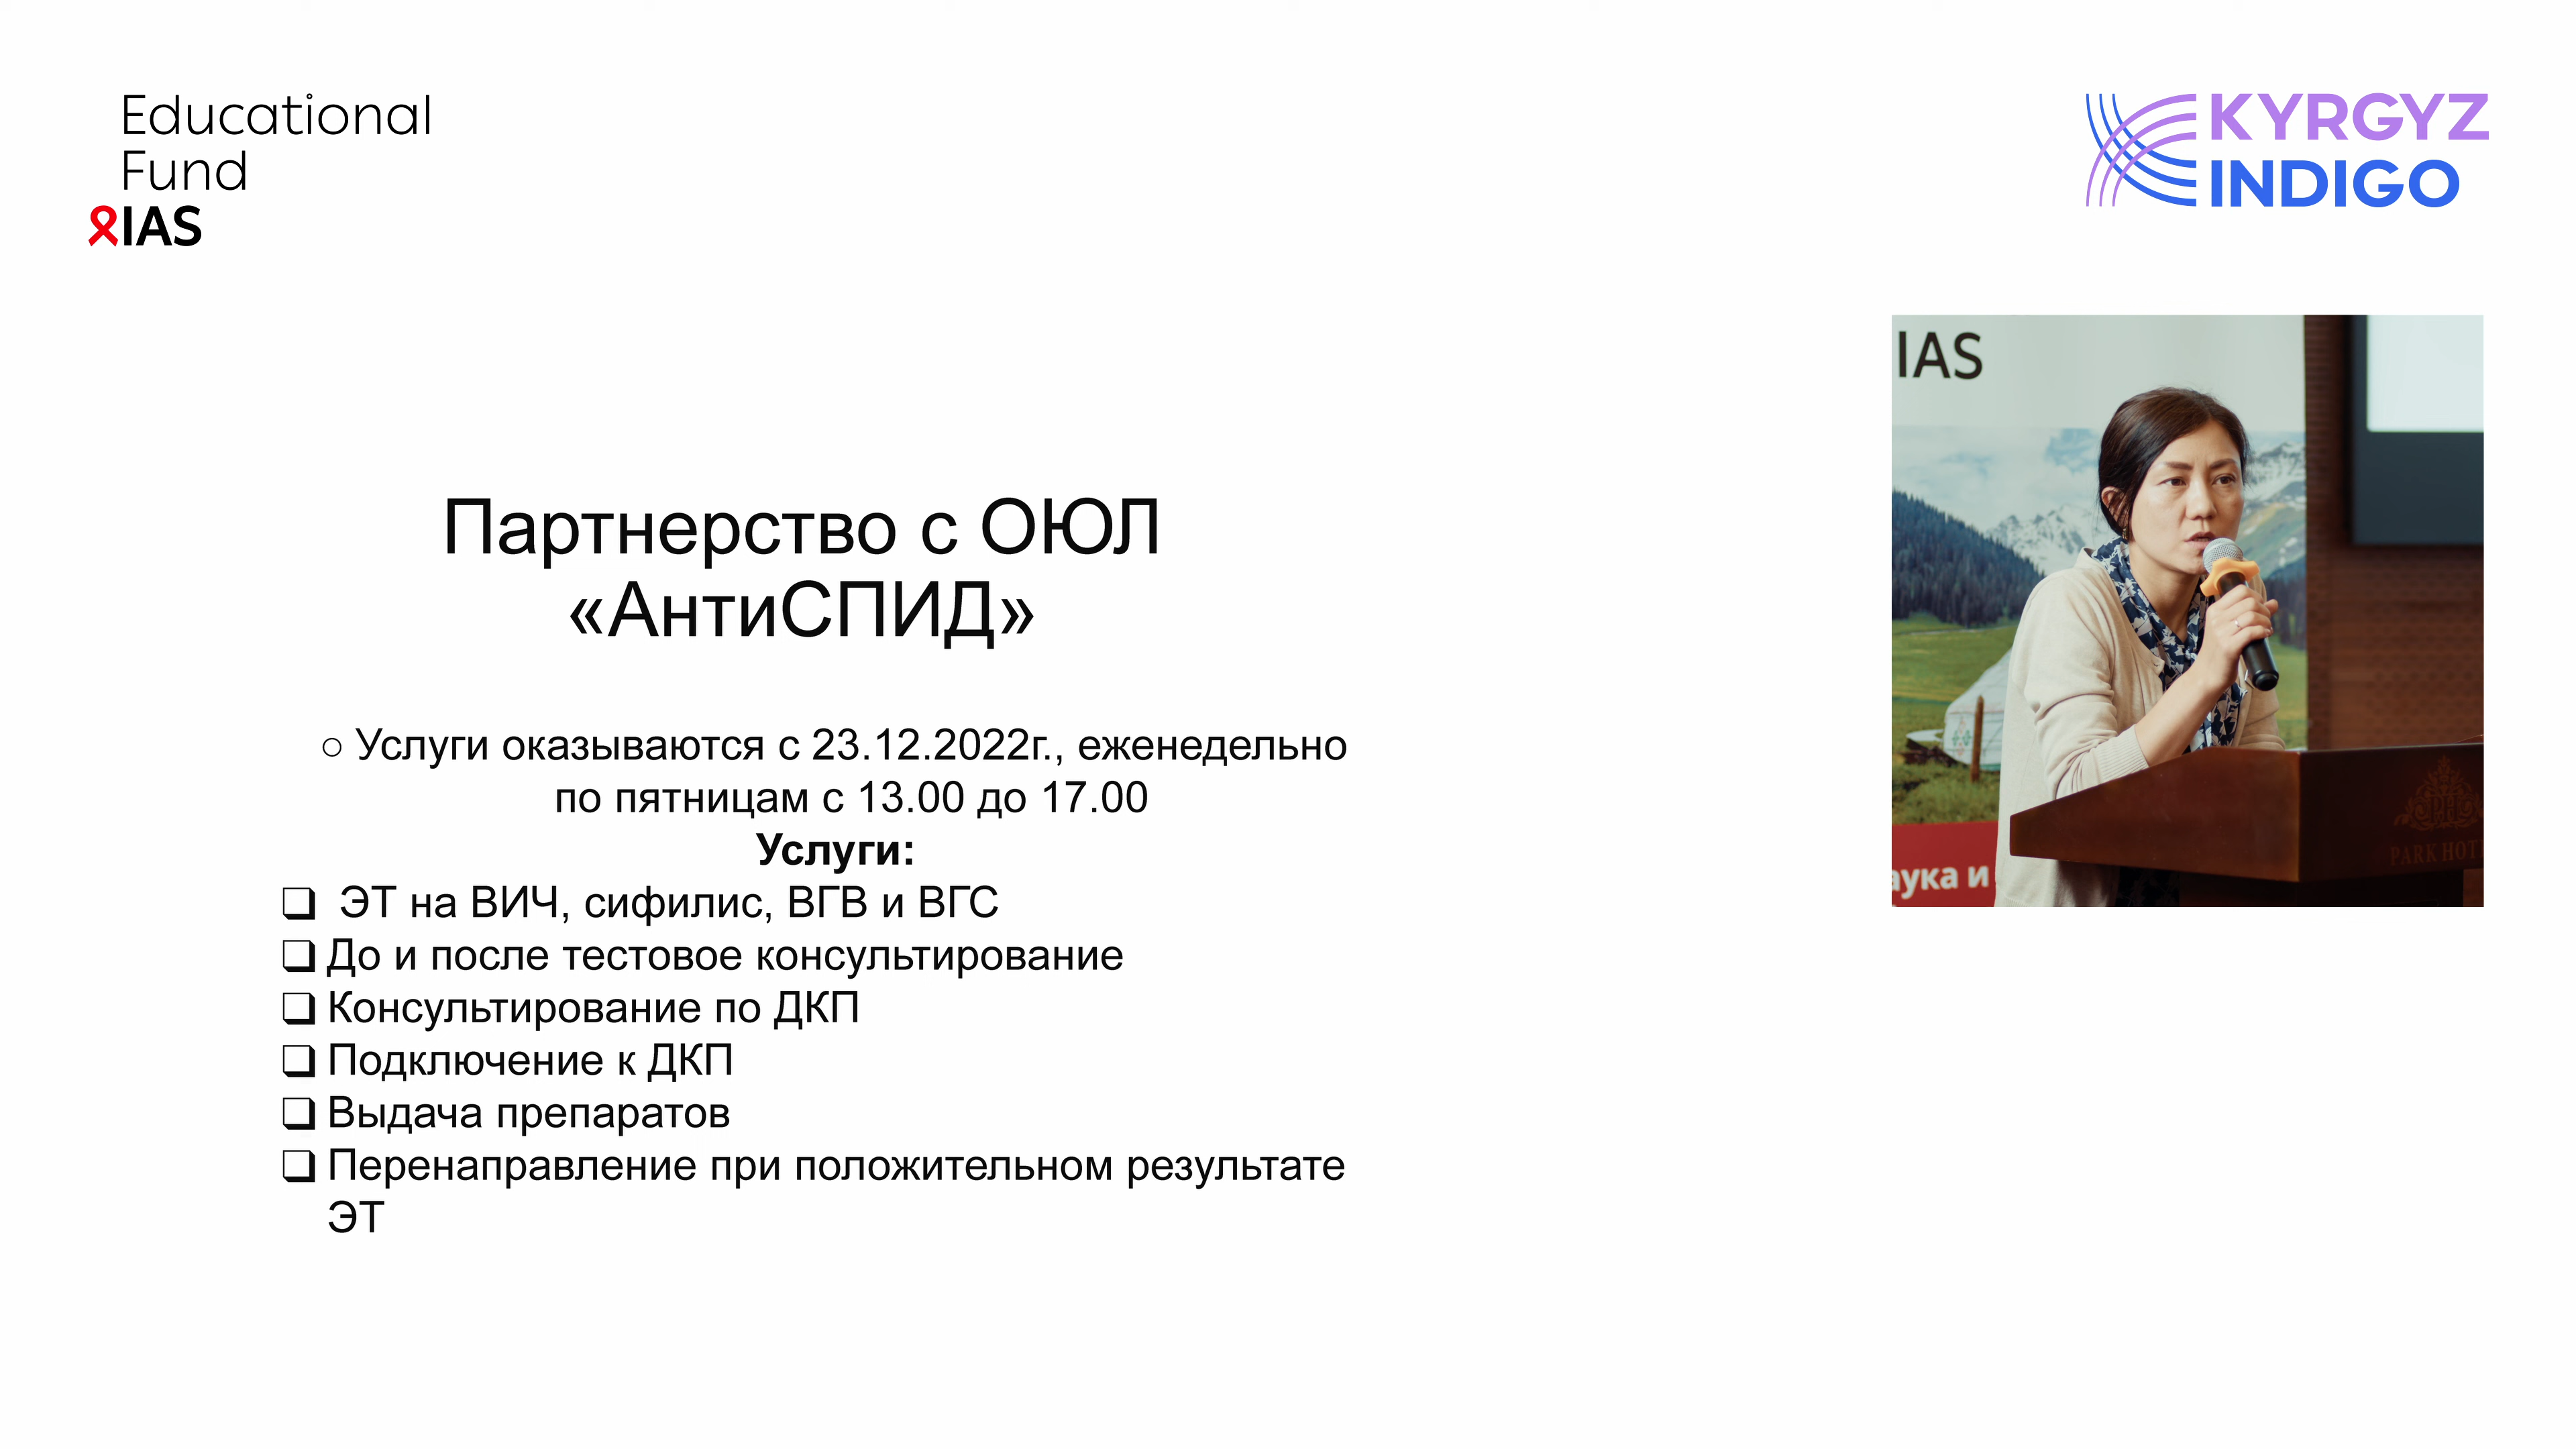 Educational
Fund
IAS
KYRGYZ
INDIGO
IAS
Партнерство с ОЮЛ
«АнтиСПИД»
○ Услуги оказываются с 23.12.2022г., еженедельно
по пятницам с 13.00 до 17.00
Услуги:
❏ ЭТ на ВИЧ, сифилис, ВГВ и ВГС
❏ До и после тестовое консультирование
❏ Консультирование по ДКП
❏ Подключение к ДКП
❏ Выдача препаратов
❏ Перенаправление при положительном результате
ЭТ
PH
PARK HOT
аука и